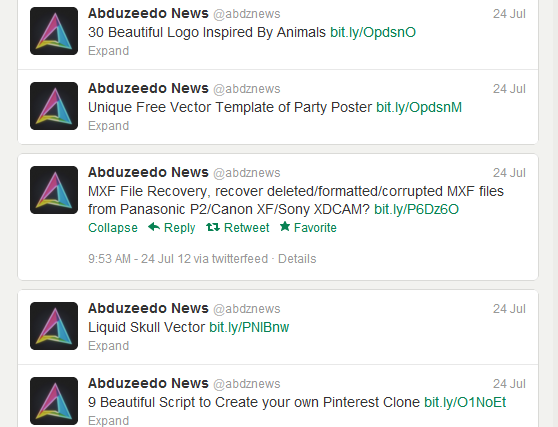 Abduzeedo News @abdznews 24 Jul
30 Beautiful Logo Inspired By Animals bit.ly/OpdsnO
Expand
Abduzeedo News @abdznews 24 Jul
Unique Free Vector Template of Party Poster bit.ly/OpdsnM
Expand
Abduzeedo News @abdznews 24 Jul
MXF File Recovery, recover deleted/formatted/corrupted MXF files
from Panasonic P2/Canon XF/Sony XDCAM? bit.ly/P6Dz6O
Collapse Reply Retweet Favorite
9:53 AM - 24 Jul 12 via twitterfeed · Details
Abduzeedo News @abdznews 24 Jul
Liquid Skull Vector bit.ly/PNlBnw
Expand
Abduzeedo News @abdznews 24 Jul
9 Beautiful Script to Create your own Pinterest Clone bit.ly/O1NoEt
Expand